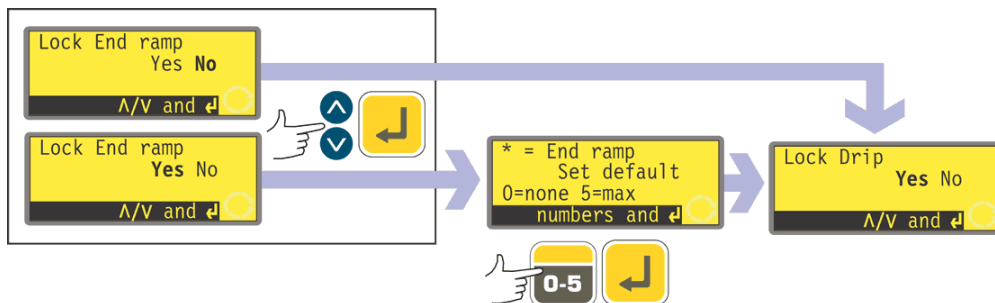 Lock End ramp
Yes No
∧/∨ and ↵
Lock End ramp
Yes No
∧/∨ and ↵
* = End ramp
Set default
0=none 5=max
numbers and ↵
0-5
Lock Drip
Yes No
∧/∨ and ↵